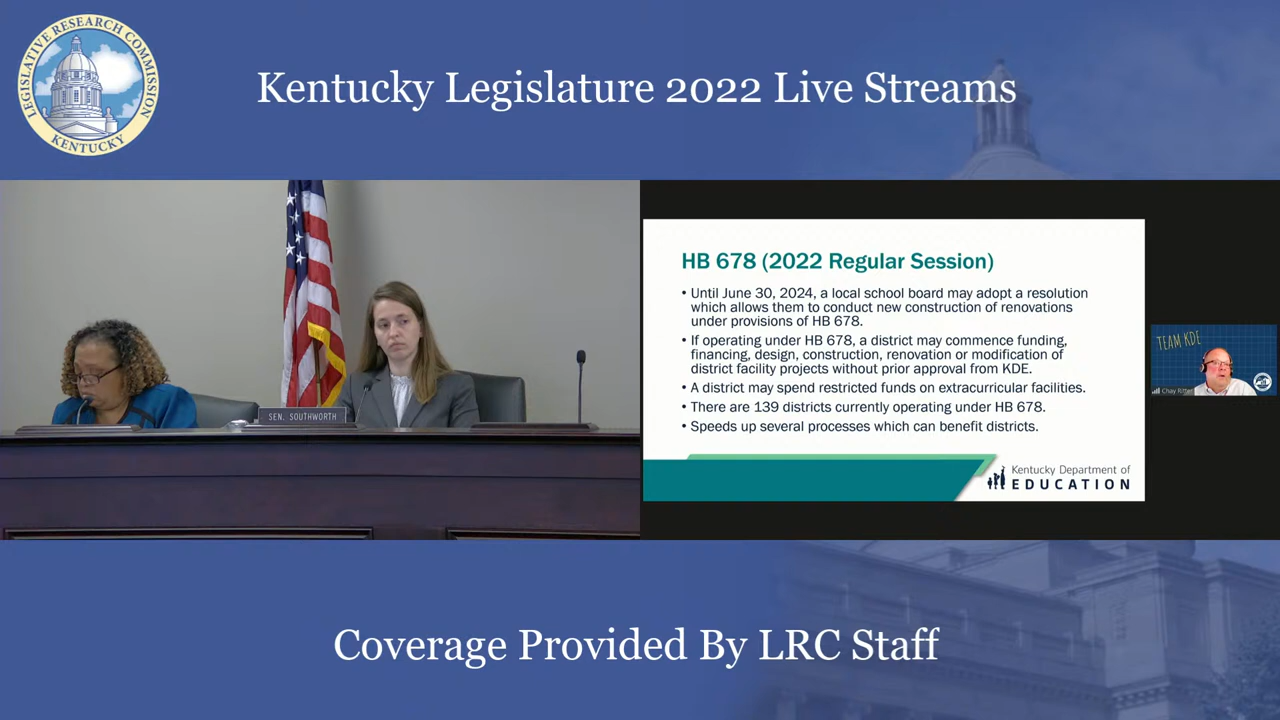 LEGISLATIVE RESEARCH COMMISSION
KENTUCKY
Kentucky Legislature 2022 Live Streams
SEN. SOUTHWORTH
HB 678 (2022 Regular Session)
• Until June 30, 2024, a local school board may adopt a resolution
which allows them to conduct new construction of renovations
under provisions of HB 678.
• If operating under HB 678, a district may commence funding,
financing, design, construction, renovation or modification of
district facility projects without prior approval from KDE.
• A district may spend restricted funds on extracurricular facilities.
• There are 139 districts currently operating under HB 678.
• Speeds up several processes which can benefit districts.
Kentucky Department of
EDUCATION
TEAM KDE
Chay Ritter
Coverage Provided By LRC Staff